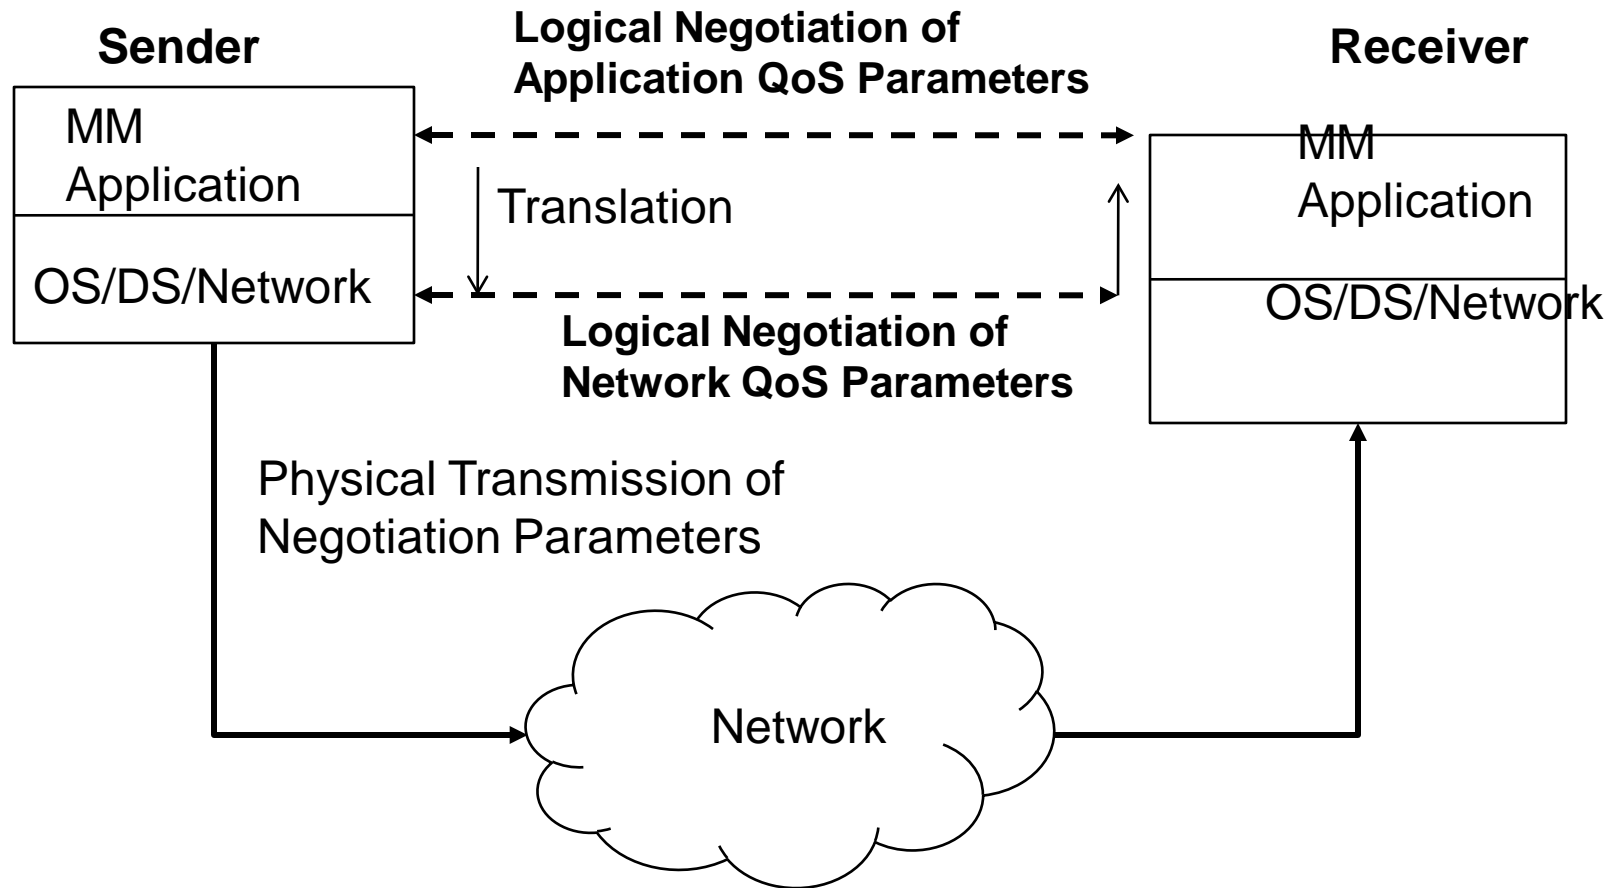 Sender
Logical Negotiation of
Application QoS Parameters
Receiver
MM
Application
MM
Application
Translation
OS/DS/Network
OS/DS/Network
Logical Negotiation of
Network QoS Parameters
Physical Transmission of
Negotiation Parameters
Network